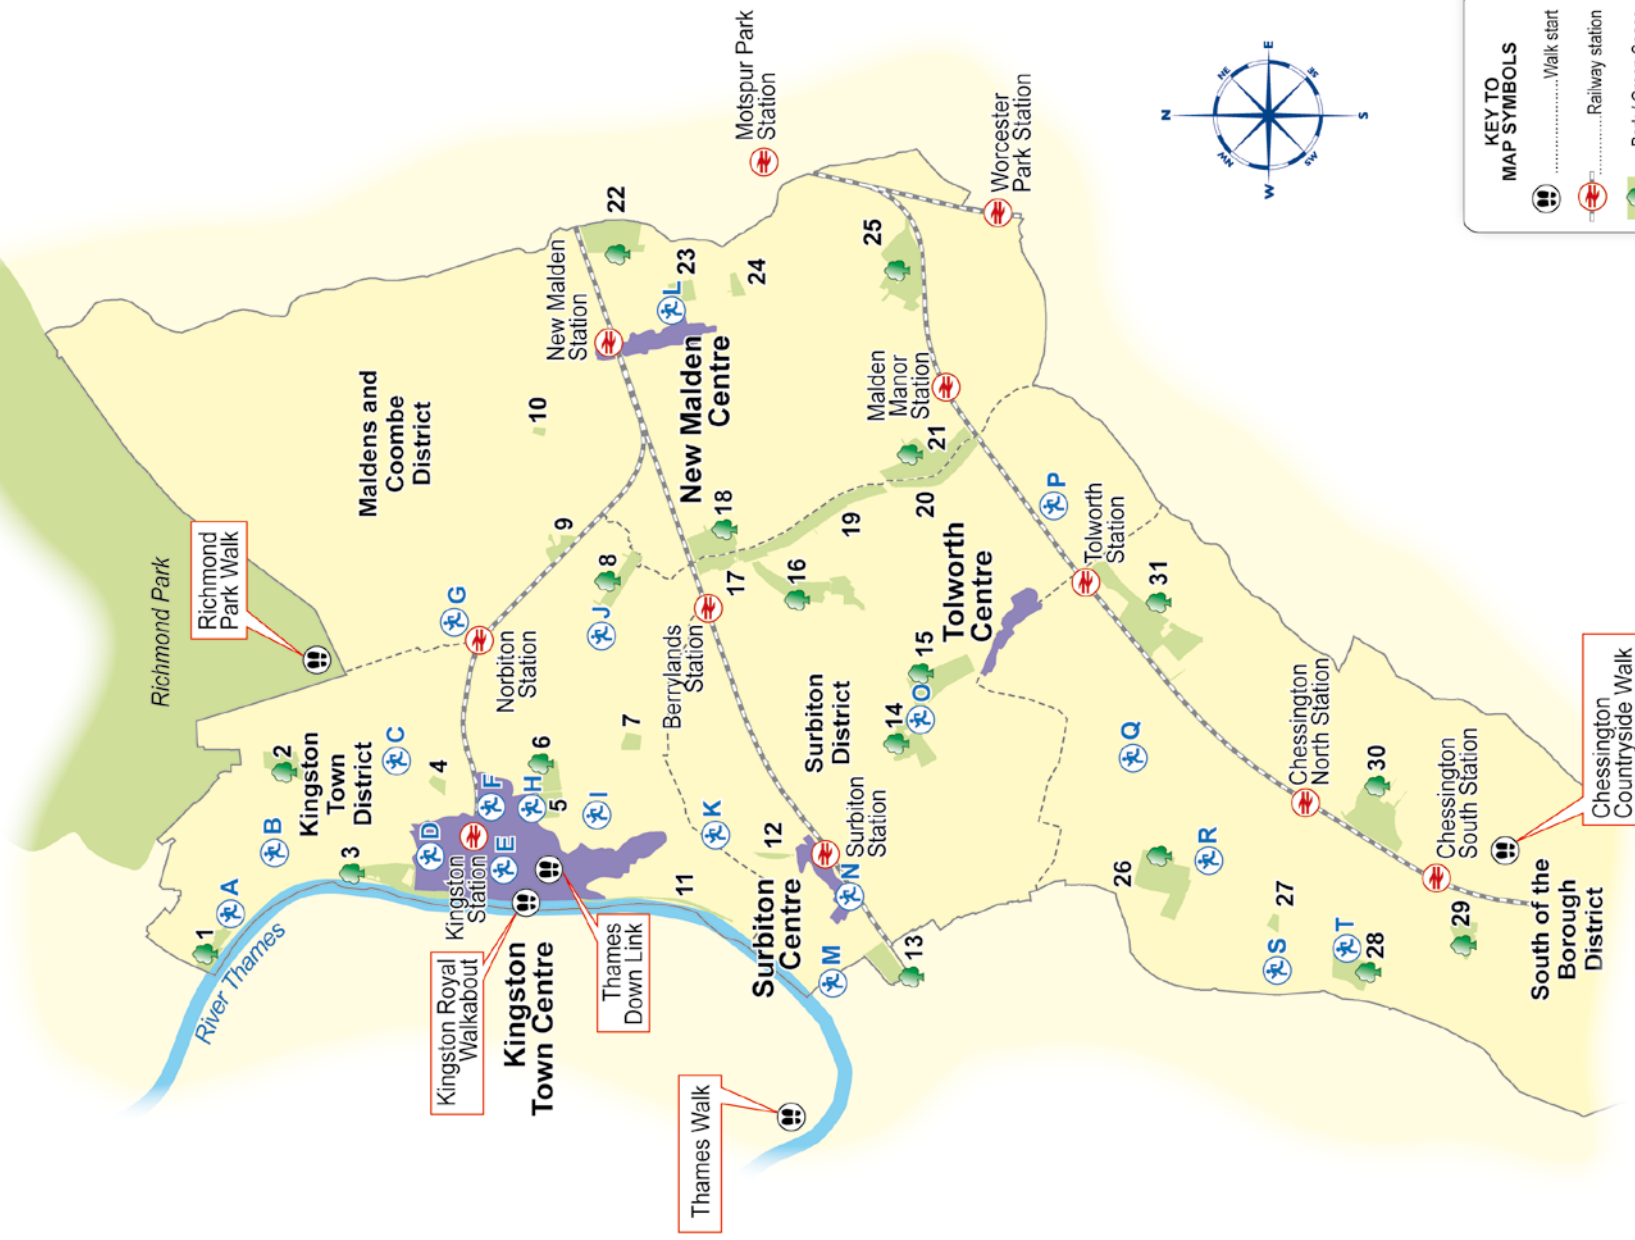 Richmond Park
Richmond
Park Walk
Maldens and
Coombe
District
Kingston
Town
District
River Thames
Kingston Royal
Walkabout
Kingston
Town Centre
Thames
Down Link
Thames Walk
Kingston
Station
Norbiton
Station
New Malden
Station
New Malden
Centre
Motspur Park
Station
Worcester
Park Station
Malden
Manor
Station
Berrylands
Station
Surbiton
District
Surbiton
Station
Surbiton
Centre
Tolworth
Centre
Tolworth
Station
Chessington
North Station
Chessington
South Station
South of the
Borough
District
Chessington
Countryside Walk
1
2
3
4
5
6
7
8
9
10
11
12
13
14
15
16
17
18
19
20
21
22
23
24
25
26
27
28
29
30
31
A
B
C
D
E
F
G
H
I
J
K
L
M
N
O
P
Q
R
S
T
N
NE
E
SE
S
SW
W
NW
KEY TO
MAP SYMBOLS
Walk start
Railway station